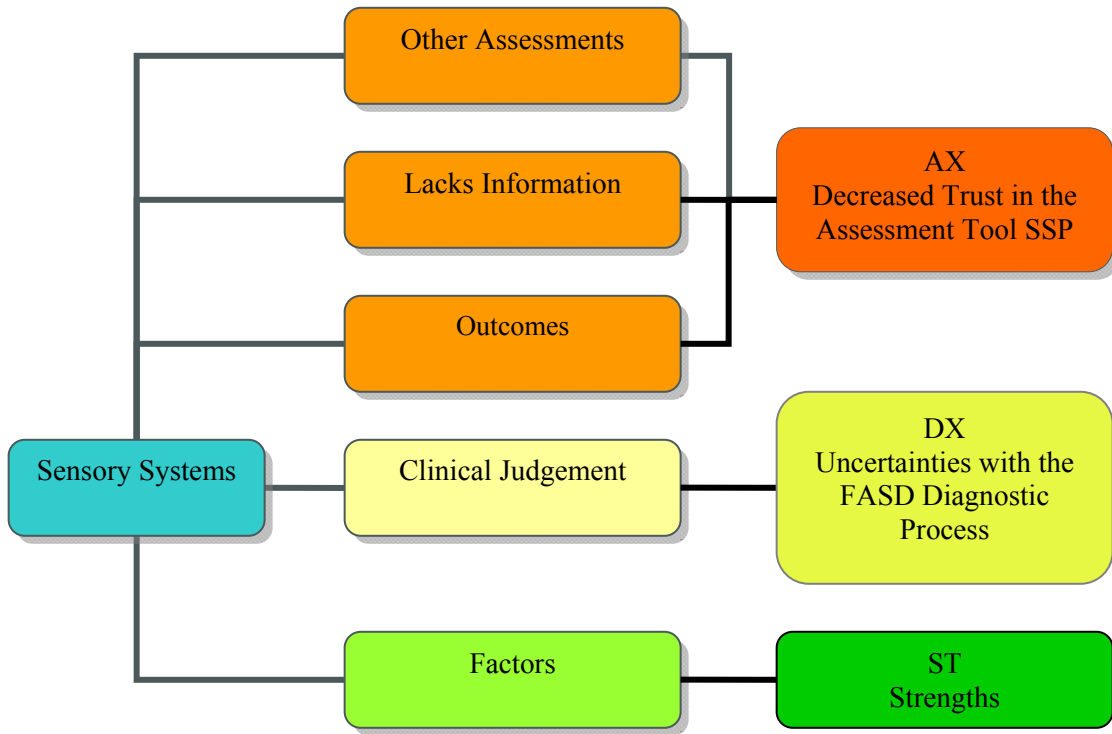 Other Assessments
Lacks Information
AX
Decreased Trust in the
Assessment Tool SSP
Outcomes
Sensory Systems
Clinical Judgement
DX
Uncertainties with the
FASD Diagnostic
Process
Factors
ST
Strengths